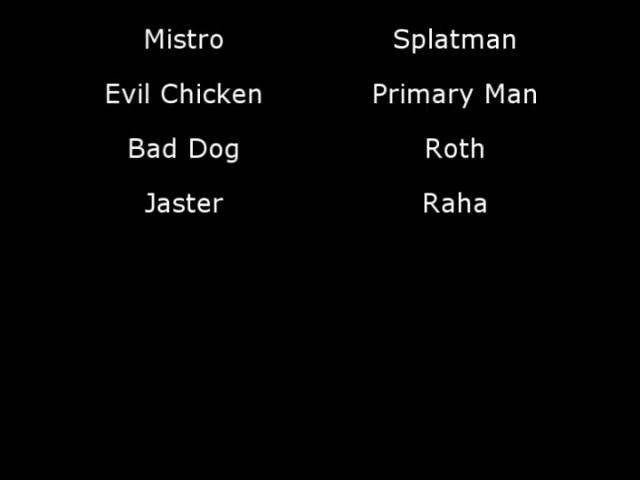 Mistro Splatman
Evil Chicken Primary Man
Bad Dog Roth
Jaster Raha